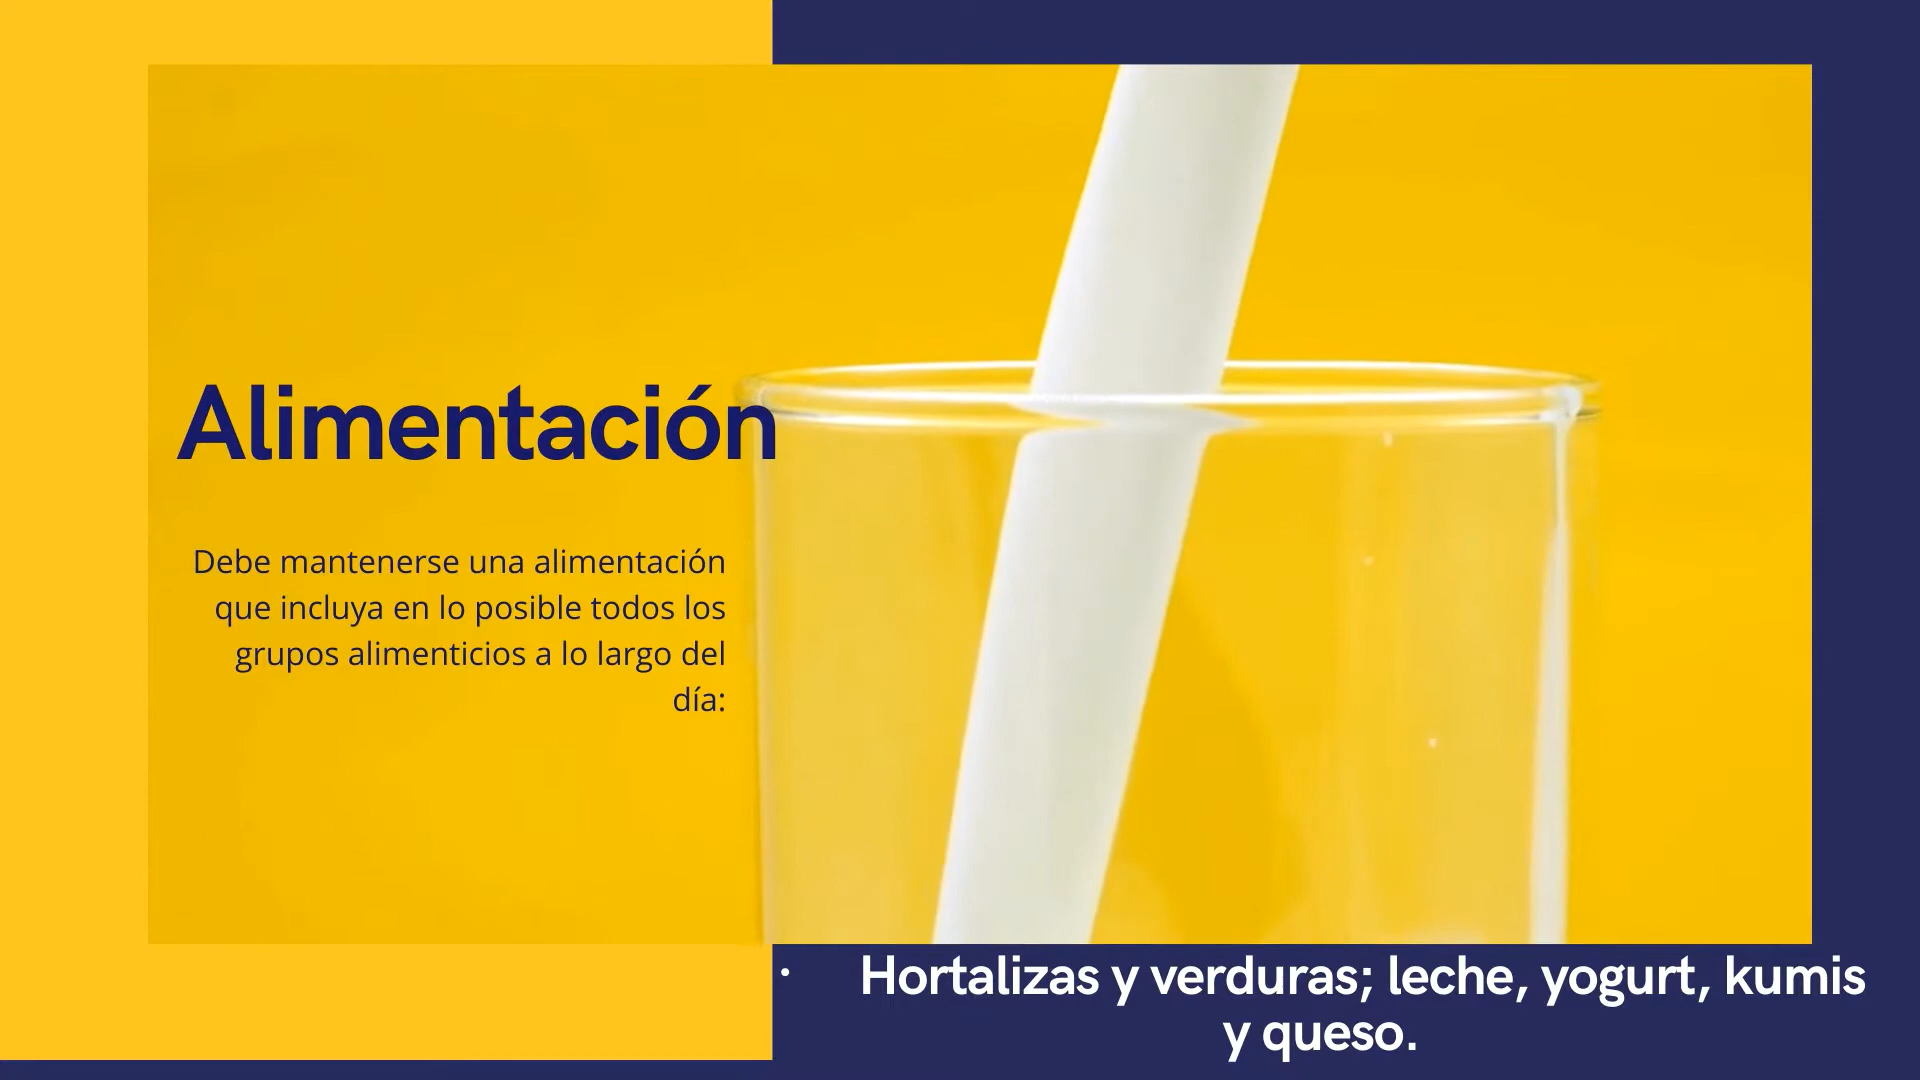 Alimentación
Debe mantenerse una alimentación
que incluya en lo posible todos los
grupos alimenticios a lo largo del
día:
· Hortalizas y verduras; leche, yogurt, kumis
y queso.